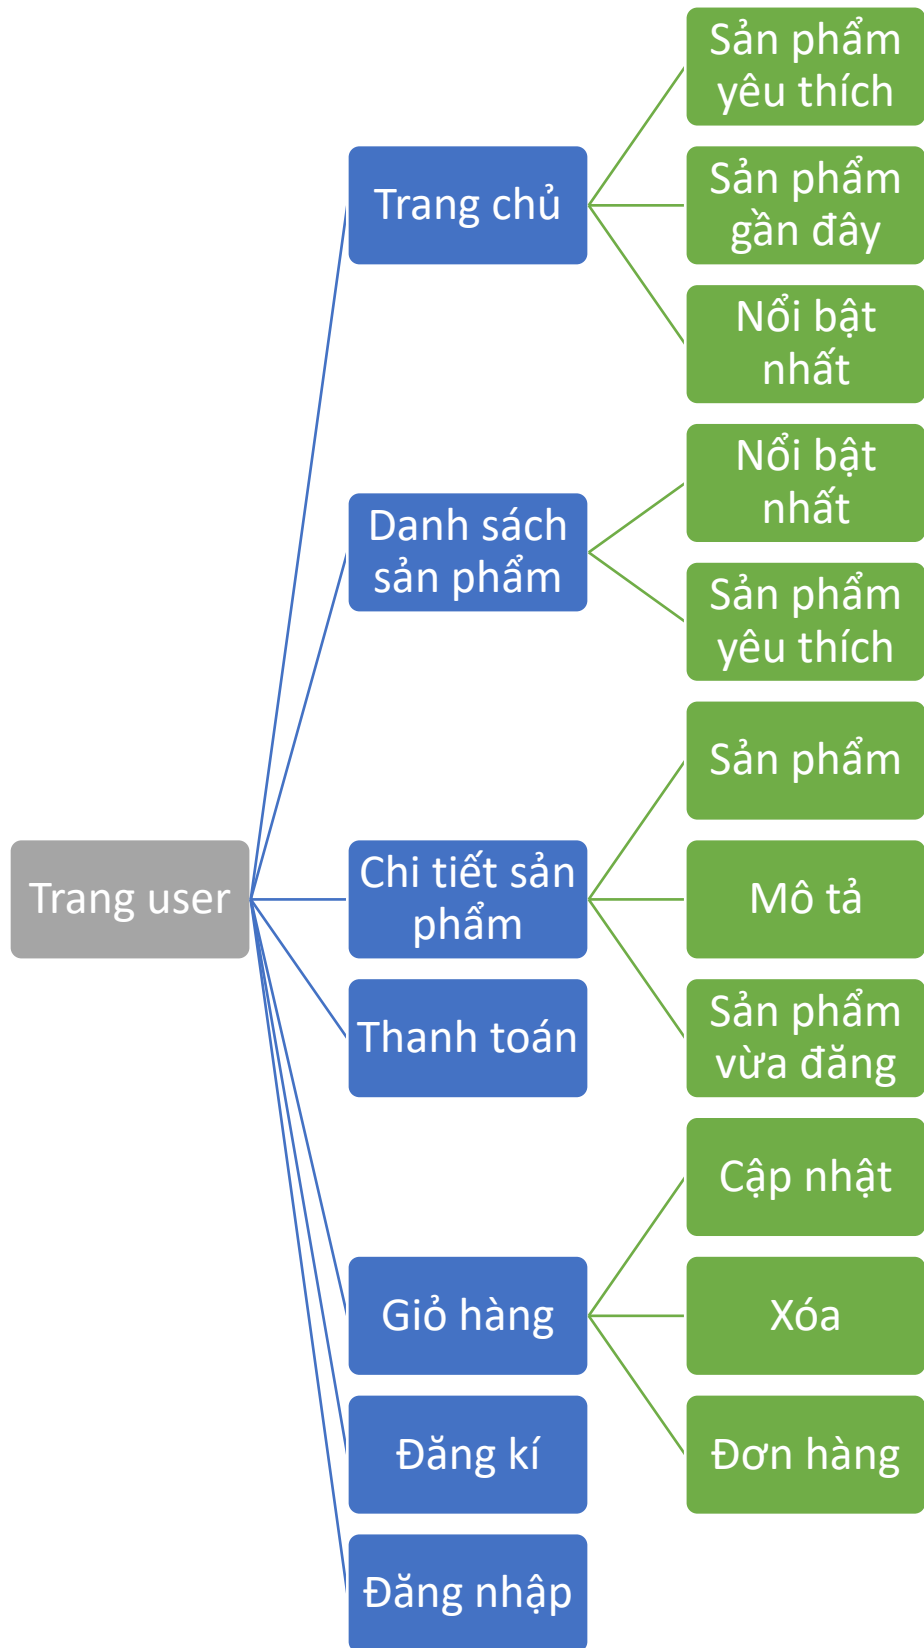 Trang user
Trang chủ
Sản phẩm
yêu thích
Sản phẩm
gần đây
Nổi bật
nhất
Danh sách
sản phẩm
Nổi bật
nhất
Sản phẩm
yêu thích
Chi tiết sản
phẩm
Sản phẩm
Mô tả
Sản phẩm
vừa đăng
Thanh toán
Giỏ hàng
Cập nhật
Xóa
Đơn hàng
Đăng kí
Đăng nhập